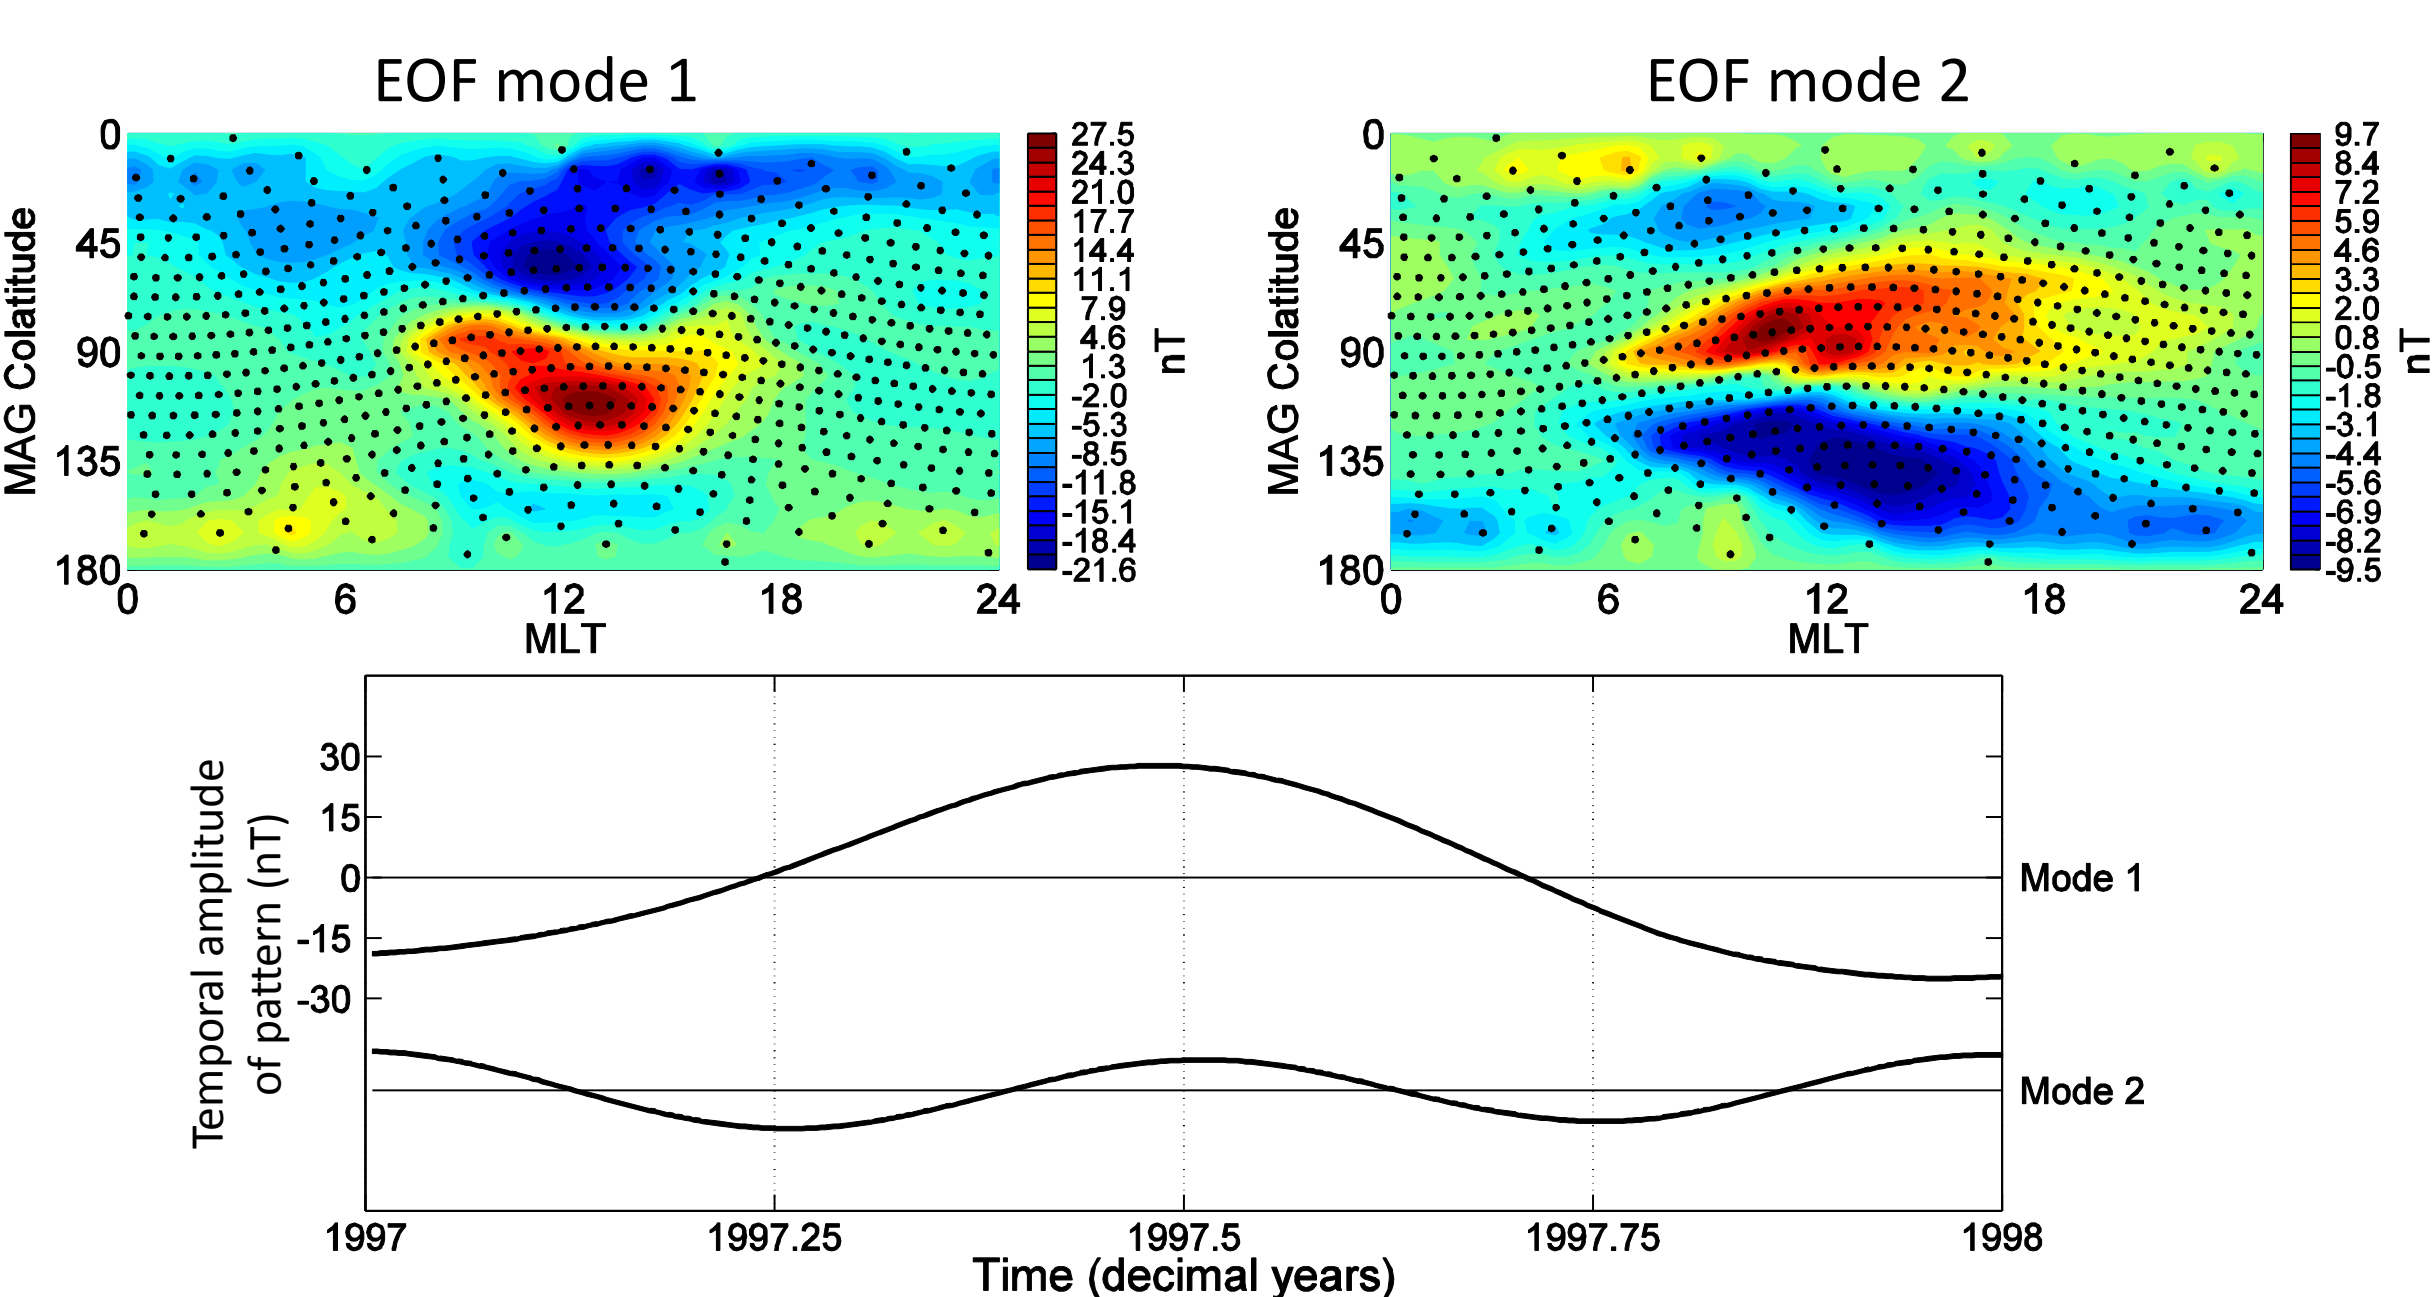 EOF mode 1
EOF mode 2
0
45
90
135
180
MAG Colatitude
0 6 12 18 24
MLT
27.5
24.3
21.0
17.7
14.4
11.1
7.9
4.6
1.3
-2.0
-5.3
-8.5
-11.8
-15.1
-18.4
-21.6
nT
0
45
90
135
180
MAG Colatitude
0 6 12 18 24
MLT
9.7
8.4
7.2
5.9
4.6
3.3
2.0
0.8
-0.5
-1.8
-3.1
-4.4
-5.6
-6.9
-8.2
-9.5
nT
Temporal amplitude
of pattern (nT)
30
15
0
-15
-30
Mode 1
Mode 2
1997 1997.25 1997.5 1997.75 1998
Time (decimal years)